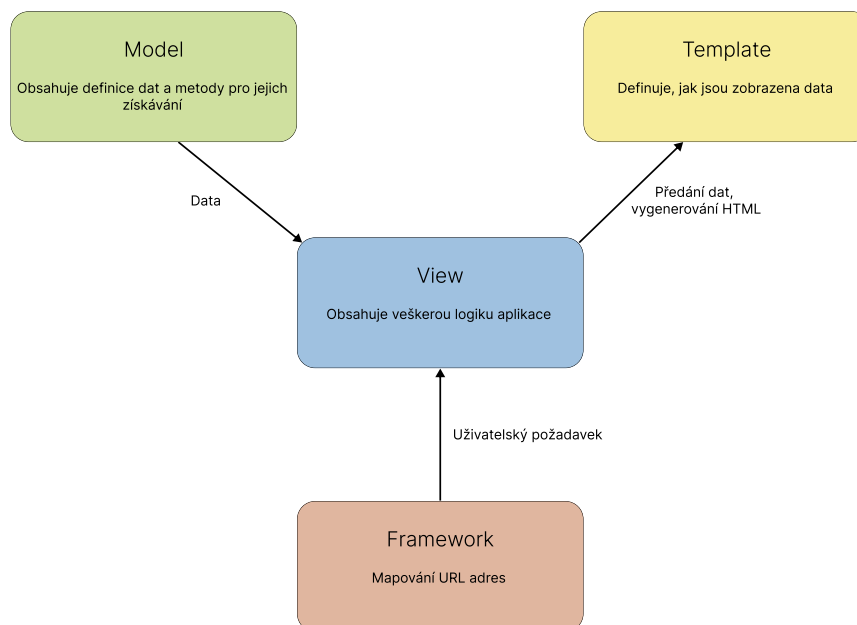 Model
Obsahuje definice dat a metody pro jejich
získávání
Template
Definuje, jak jsou zobrazena data
Data
Předání dat,
vygenerování HTML
View
Obsahuje veškerou logiku aplikace
Uživatelský požadavek
Framework
Mapování URL adres